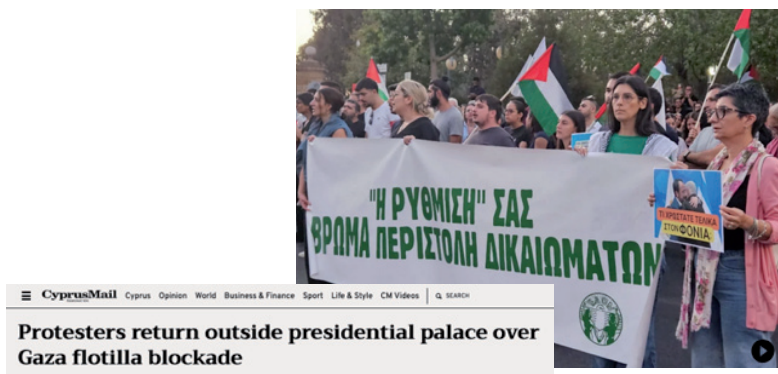 "Η ΡΥΘΜΙΣΗ" ΣΑΣ
ΒΡΩΜΑ ΠΕΡΙΣΤΟΛΗ ΔΙΚΑΙΩΜΑΤΩΝ
ΤΙ ΧΡΩΣΤΑΤΕ ΤΕΛΙΚΑ
ΣΤΟΝ ΦΟΝΙΑ;
CyprusMail Cyprus Opinion World Business & Finance Sport Life & Style CM Videos SEARCH
Protesters return outside presidential palace over
Gaza flotilla blockade